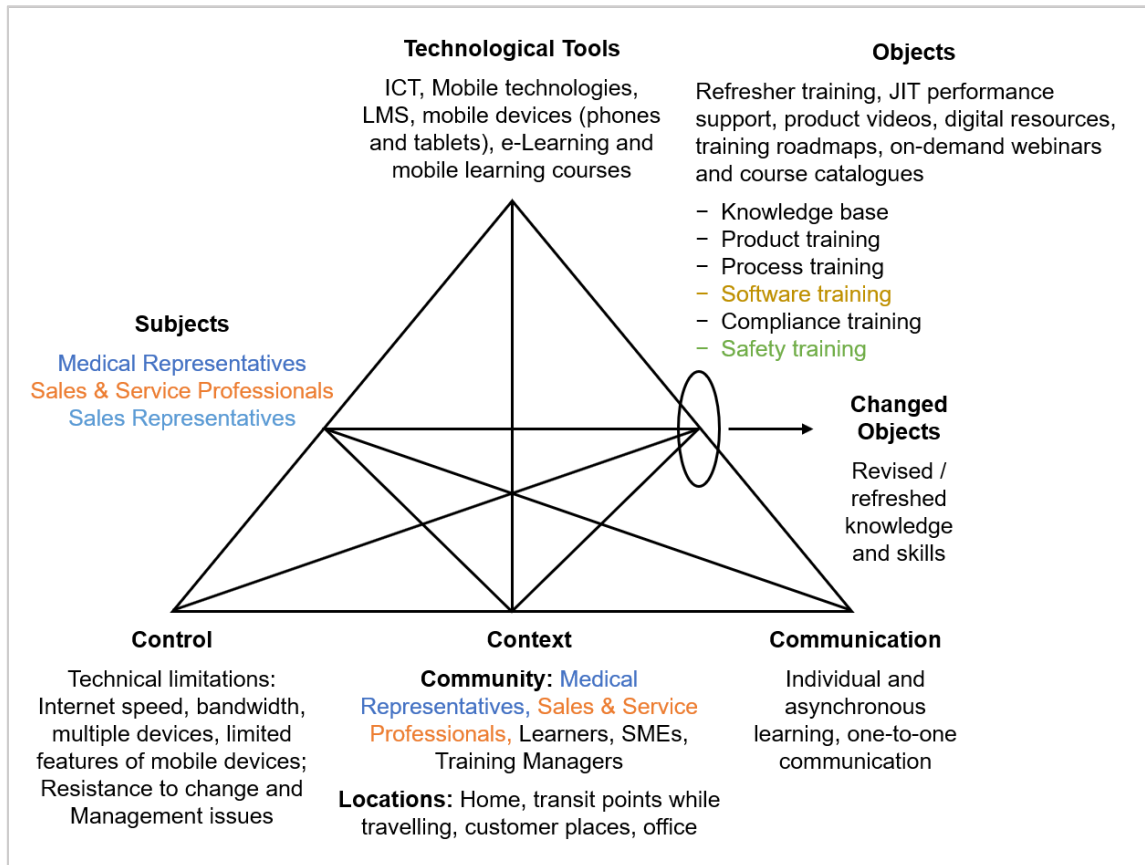 Technological Tools
ICT, Mobile technologies,
LMS, mobile devices (phones
and tablets), e-Learning and
mobile learning courses
Objects
Refresher training, JIT performance
support, product videos, digital resources,
training roadmaps, on-demand webinars
and course catalogues
− Knowledge base
− Product training
− Process training
− Software training
− Compliance training
− Safety training
Subjects
Medical Representatives
Sales & Service Professionals
Sales Representatives
Changed
Objects
Revised /
refreshed
knowledge
and skills
Control
Technical limitations:
Internet speed, bandwidth,
multiple devices, limited
features of mobile devices;
Resistance to change and
Management issues
Context
Community: Medical
Representatives, Sales & Service
Professionals, Learners, SMEs,
Training Managers
Locations: Home, transit points while
travelling, customer places, office
Communication
Individual and
asynchronous
learning, one-to-one
communication